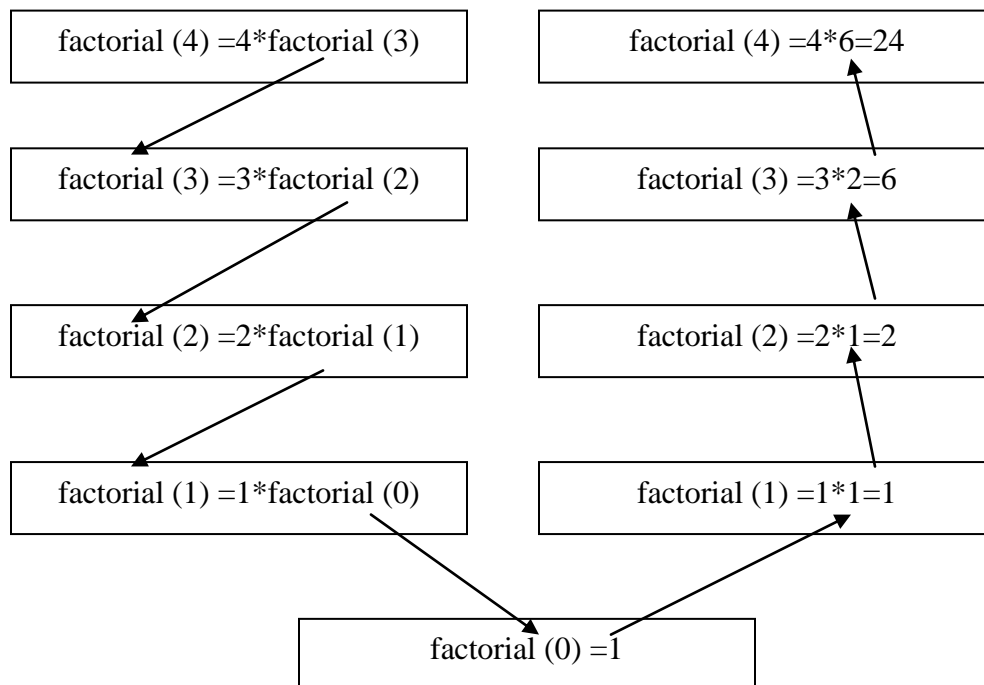 factorial (4) =4*factorial (3)
factorial (3) =3*factorial (2)
factorial (2) =2*factorial (1)
factorial (1) =1*factorial (0)
factorial (0) =1
factorial (1) =1*1=1
factorial (2) =2*1=2
factorial (3) =3*2=6
factorial (4) =4*6=24